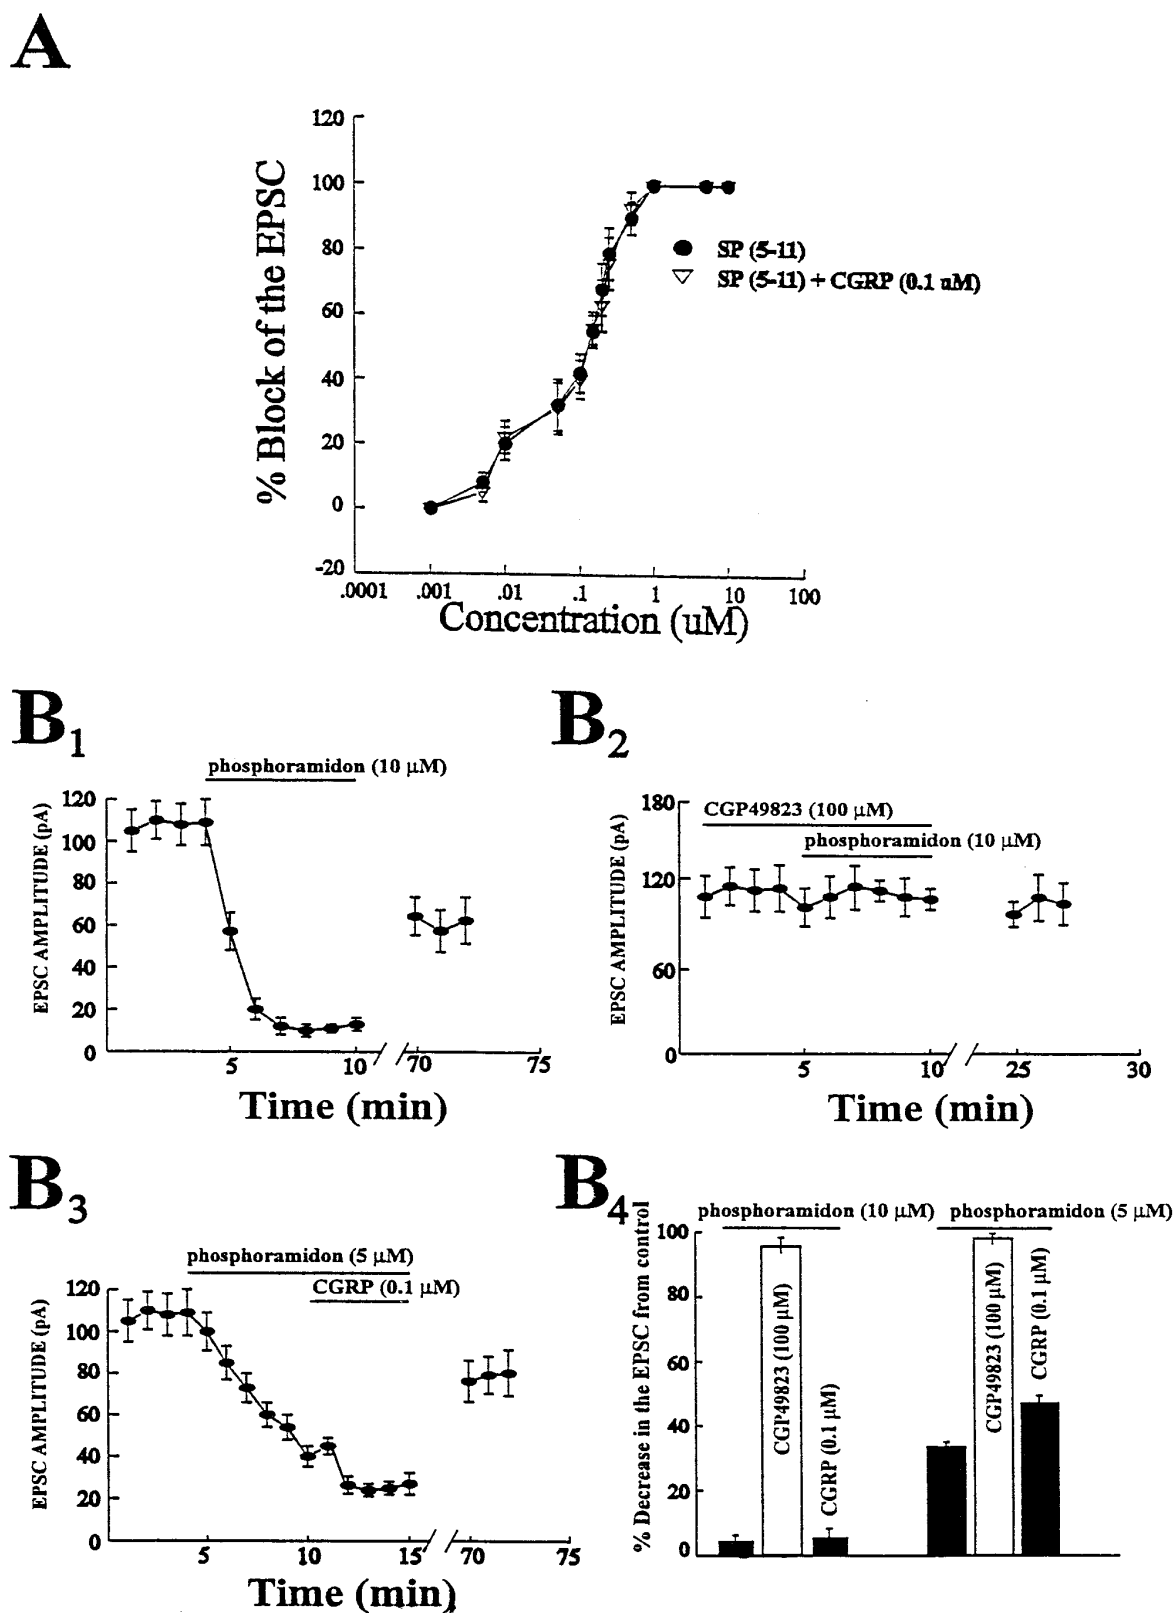 A
% Block of the EPSC
120
100
80
60
40
20
0
-20
SP (5-11)
SP (5-11) + CGRP (0.1 uM)
.0001 .001 .01 .1 1 10 100
Concentration (uM)
B1
phosphoramidon (10 μM)
EPSC AMPLITUDE (pA)
120
100
80
60
40
20
0
5 10 70 75
Time (min)
B2
CGP49823 (100 μM)
phosphoramidon (10 μM)
EPSC AMPLITUDE (pA)
180
120
60
0
5 10 25 30
Time (min)
B3
phosphoramidon (5 μM)
CGRP (0.1 μM)
EPSC AMPLITUDE (pA)
120
100
80
60
40
20
0
5 10 15 70 75
Time (min)
B4
phosphoramidon (10 μM) phosphoramidon (5 μM)
% Decrease in the EPSC from control
100
80
60
40
20
0
CGP49823 (100 μM)
CGRP (0.1 μM)
CGP49823 (100 μM)
CGRP (0.1 μM)